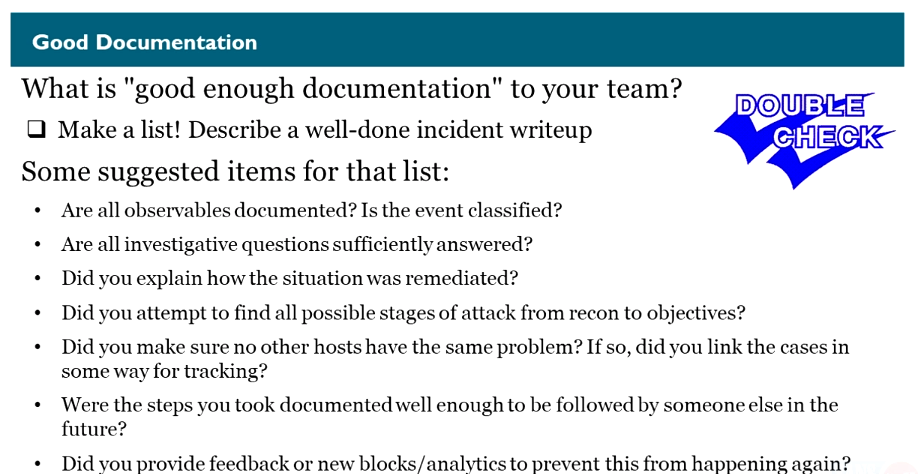 Good Documentation
What is "good enough documentation" to your team?
❑ Make a list! Describe a well-done incident writeup
DOUBLE
CHECK
Some suggested items for that list:
• Are all observables documented? Is the event classified?
• Are all investigative questions sufficiently answered?
• Did you explain how the situation was remediated?
• Did you attempt to find all possible stages of attack from recon to objectives?
• Did you make sure no other hosts have the same problem? If so, did you link the cases in
some way for tracking?
• Were the steps you took documented well enough to be followed by someone else in the
future?
• Did you provide feedback or new blocks/analytics to prevent this from happening again?